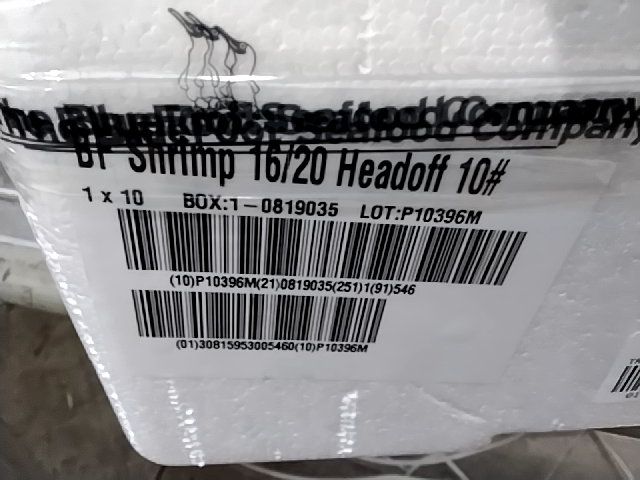 The Seafood Company
BT Shrimp 16/20 Headoff 10#
1 x 10 BOX:1-0819035 LOT:P10396M
(10)P10396M(21)0819035(251)1(91)546
(01)30815953005460(10)P10396M